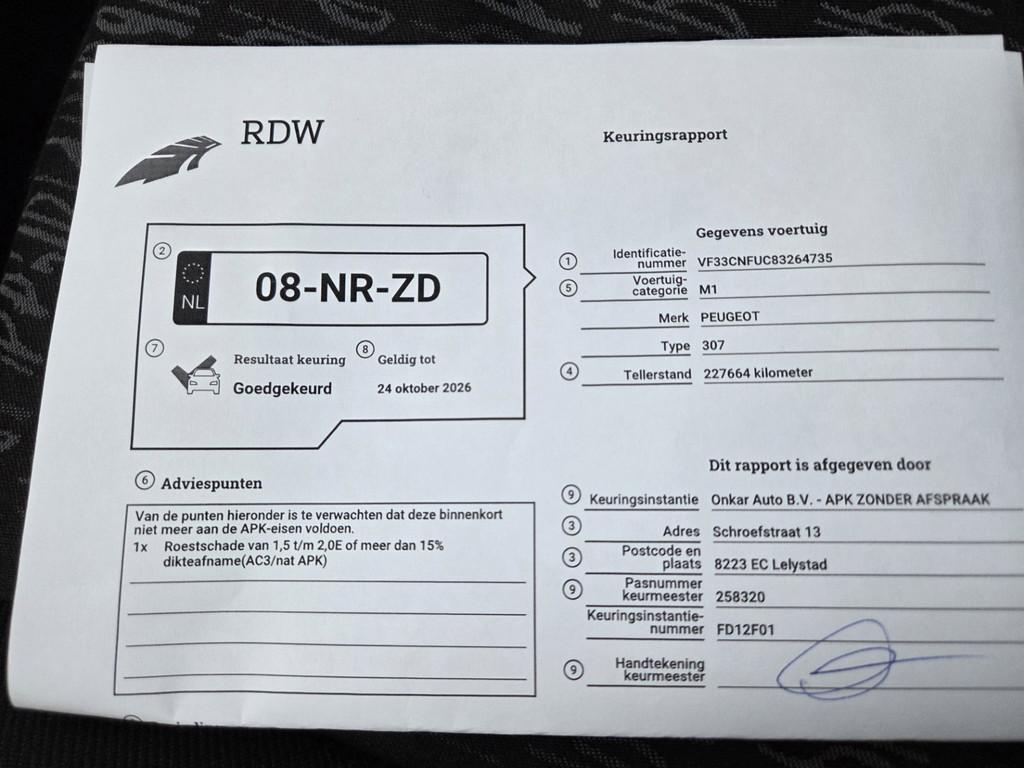 RDW
Keuringsrapport
2
NL
08-NR-ZD
7
Resultaat keuring
Goedgekeurd
8
Geldig tot
24 oktober 2026
Gegevens voertuig
1 Identificatie-
nummer VF33CNFUC83264735
5 Voertuig-
categorie M1
Merk PEUGEOT
Type 307
4 Tellerstand 227664 kilometer
6 Adviespunten
Van de punten hieronder is te verwachten dat deze binnenkort
niet meer aan de APK-eisen voldoen.
1x Roestschade van 1,5 t/m 2,0E of meer dan 15%
dikteafname(AC3/nat APK)
Dit rapport is afgegeven door
9 Keuringsinstantie Onkar Auto B.V. - APK ZONDER AFSPRAAK
3 Adres Schroefstraat 13
3 Postcode en
plaats 8223 EC Lelystad
9 Pasnummer
keurmeester 258320
Keuringsinstantie-
nummer FD12F01
9 Handtekening
keurmeester